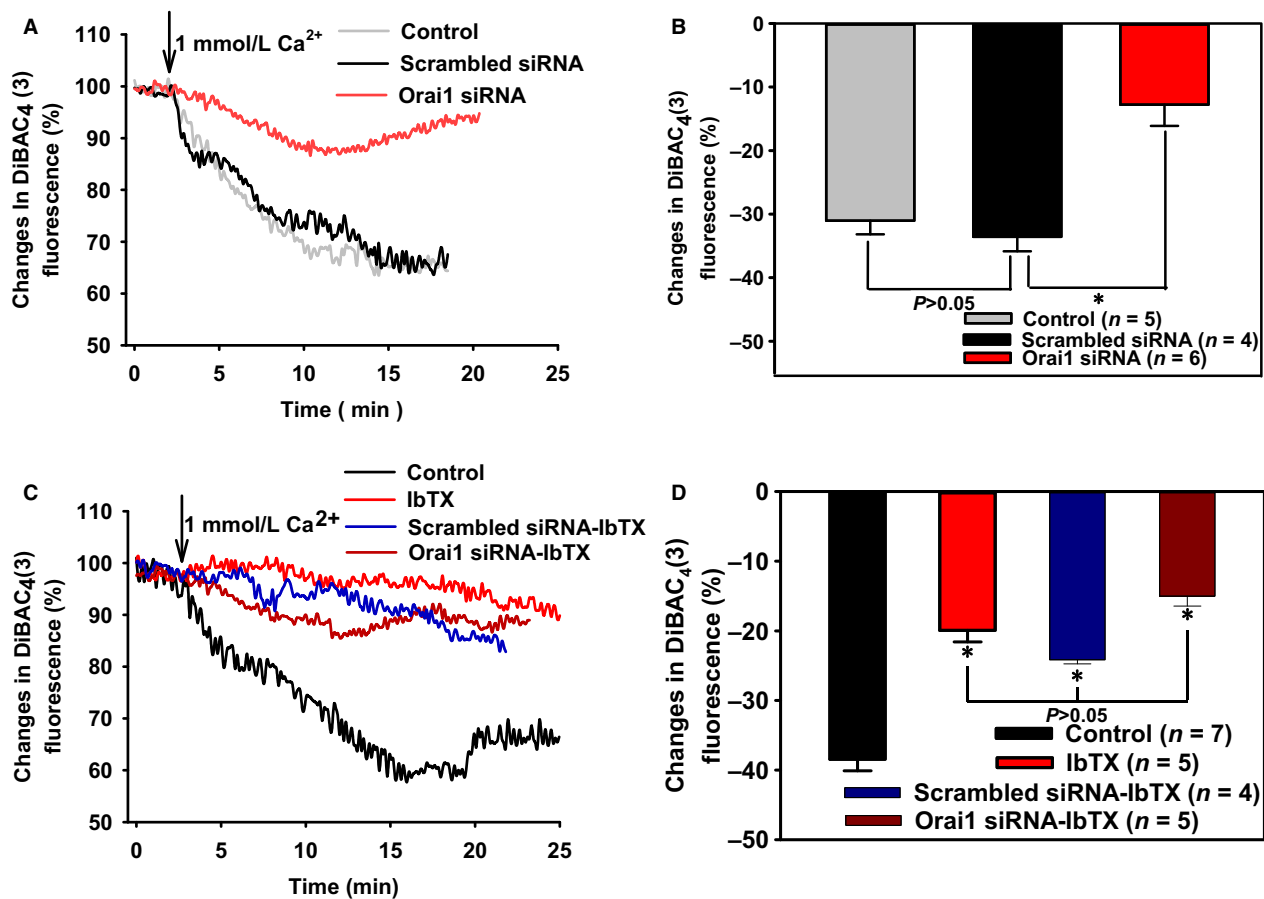 A
1 mmol/L Ca2+
Control
Scrambled siRNA
Orai1 siRNA
Changes In DiBAC4(3)
fluorescence (%)
110
100
90
80
70
60
50
0
5
10
15
20
25
Time ( min )
B
Changes in DiBAC4(3)
fluorescence (%)
0
–10
–20
–30
–40
–50
P>0.05
*
Control (n = 5)
Scrambled siRNA (n = 4)
Orai1 siRNA (n = 6)
C
1 mmol/L Ca2+
Control
IbTX
Scrambled siRNA-IbTX
Orai1 siRNA-IbTX
Changes in DiBAC4(3)
fluorescence (%)
110
100
90
80
70
60
50
0
5
10
15
20
25
Time (min)
D
Changes in DiBAC4(3)
fluorescence (%)
0
–10
–20
–30
–40
–50
*
*
*
P>0.05
Control (n = 7)
IbTX (n = 5)
Scrambled siRNA-IbTX (n = 4)
Orai1 siRNA-IbTX (n = 5)